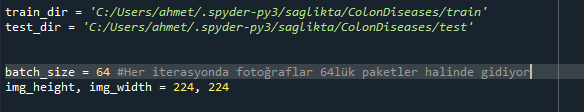 train_dir = 'C:/Users/ahmet/.spyder-py3/saglikta/ColonDiseases/train'
test_dir = 'C:/Users/ahmet/.spyder-py3/saglikta/ColonDiseases/test'
batch_size = 64 #Her iterasyonda fotoğraflar 64lük paketler halinde gidiyor
img_height, img_width = 224, 224